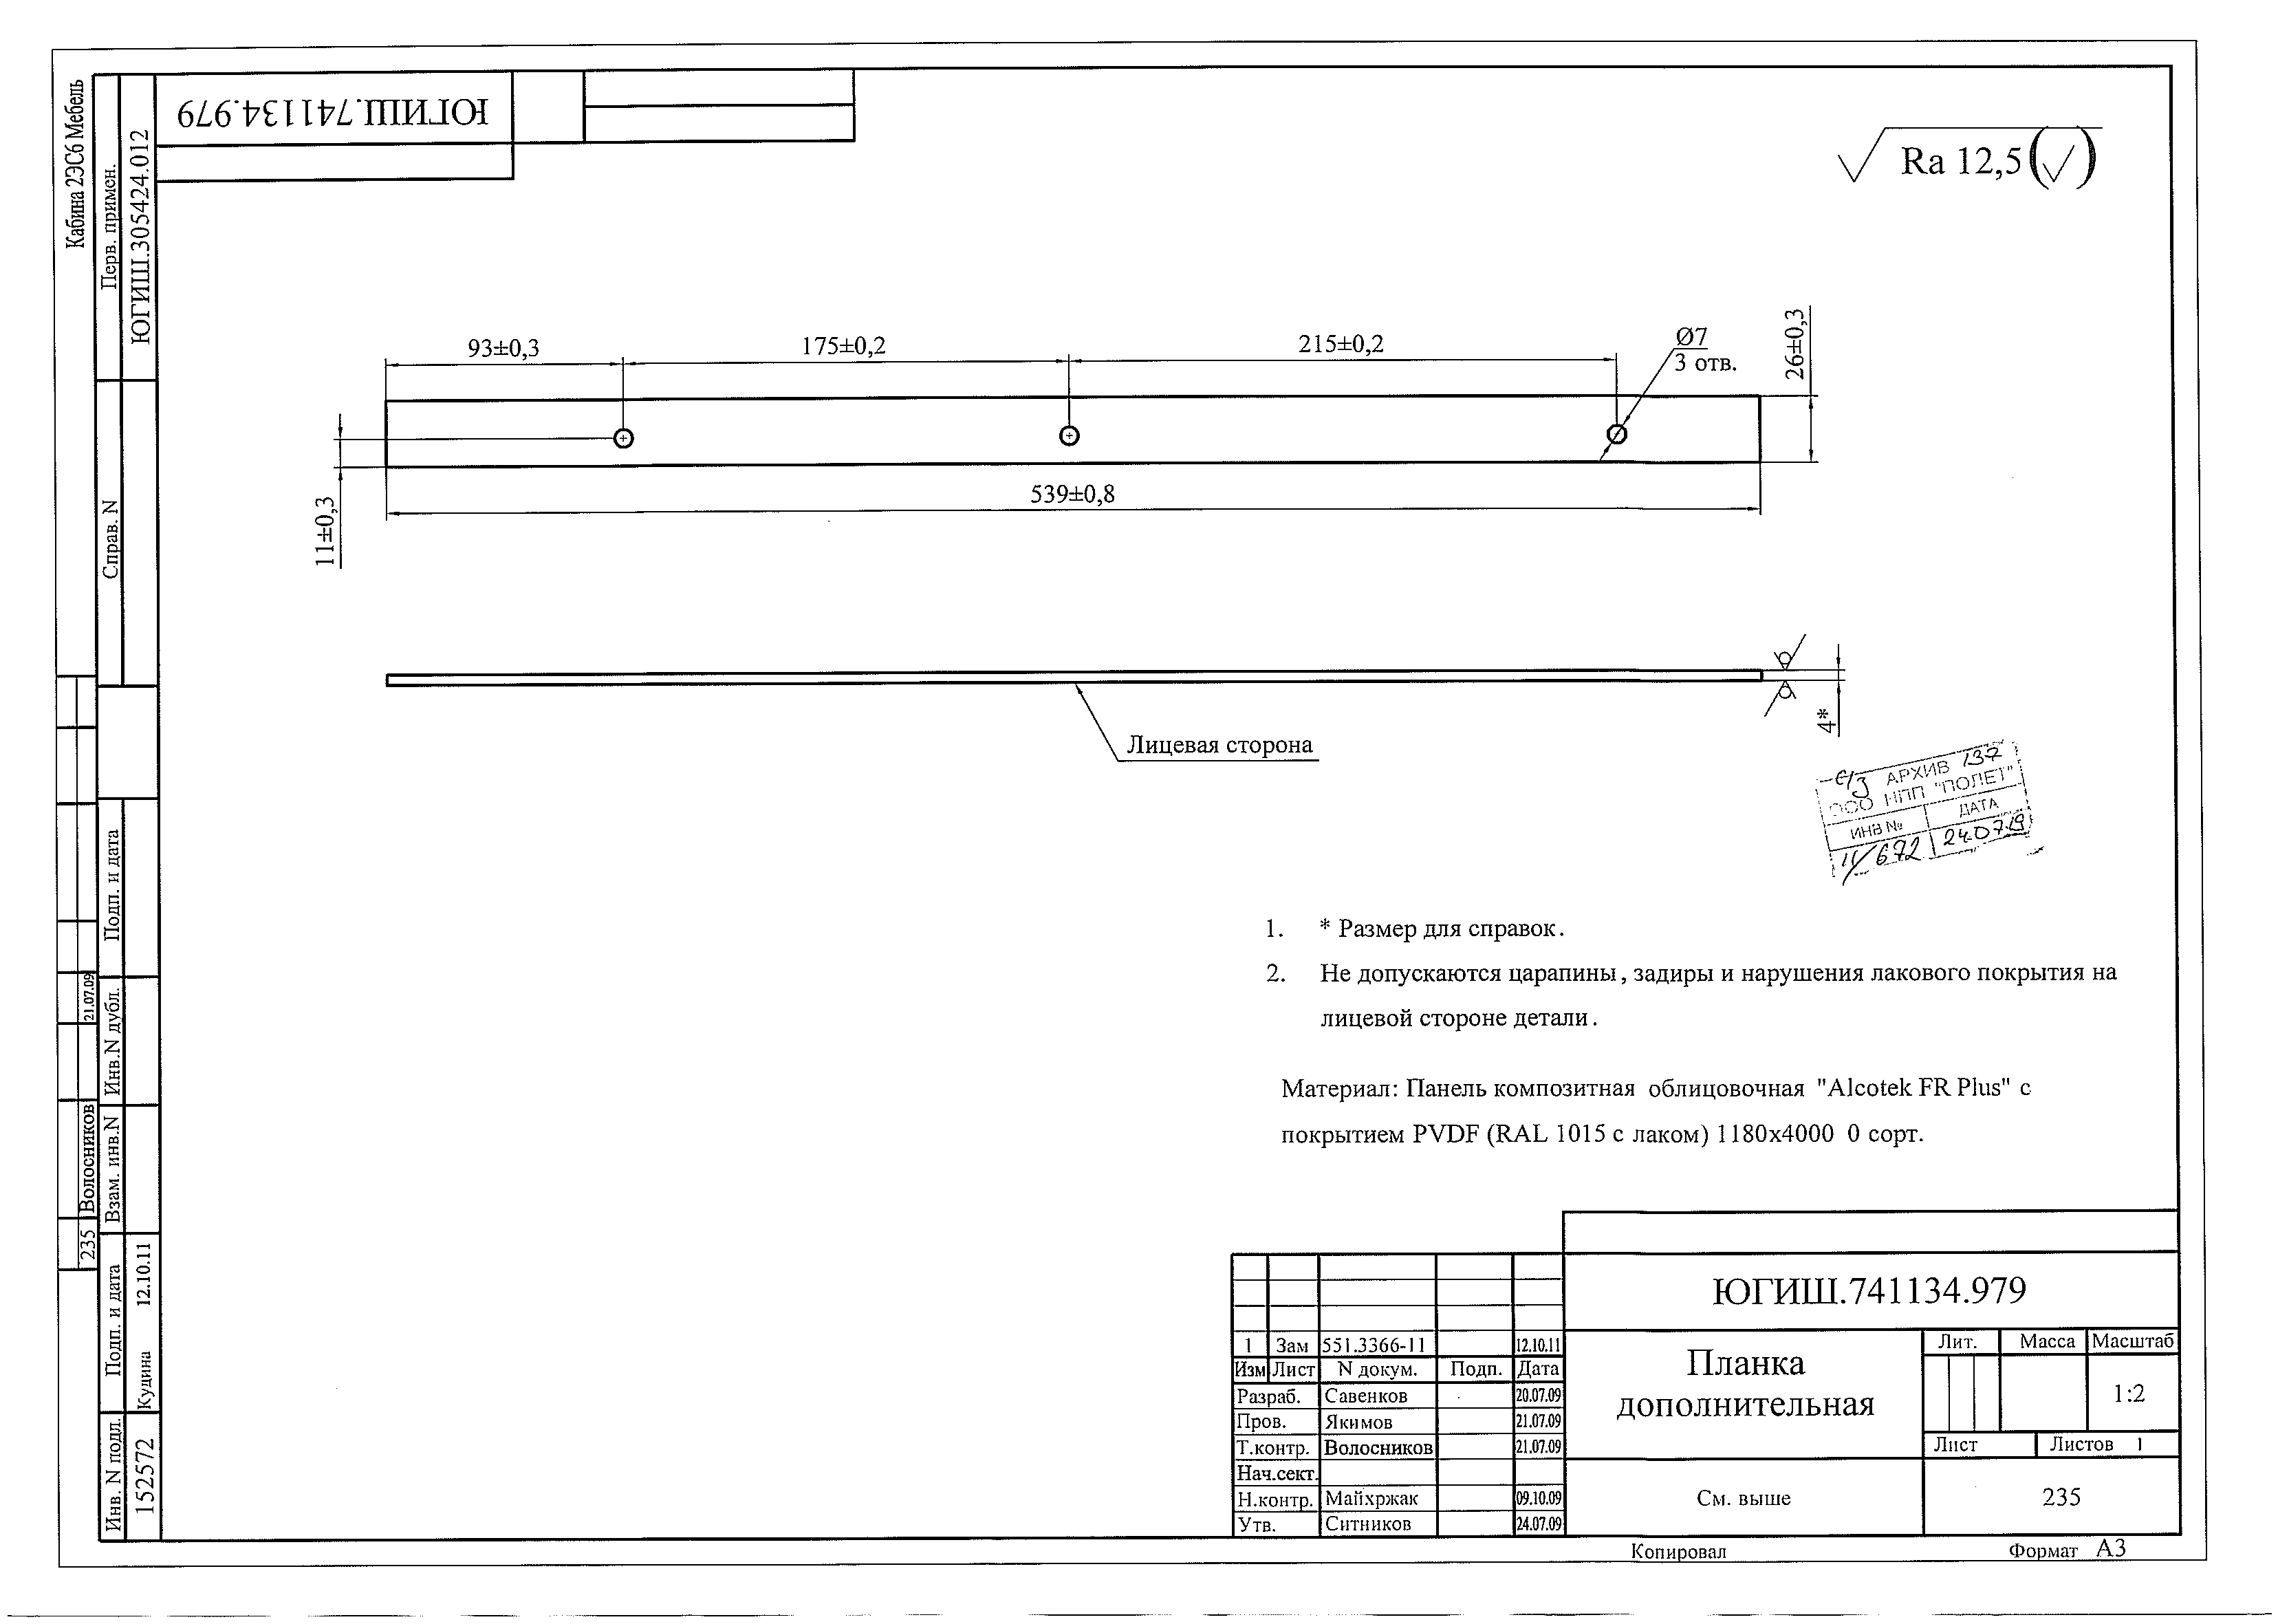 Кабина 2ЭС6 Мебель
Перв. примен.
ЮГИШ.305424.012
Справ. N
Подп. и дата
Инв.N дубл.
Взам. инв.N
Подп. и дата
Кудина 12.10.11
Инв. N подл.
152572
21.07.09
Волосников
235
ЮГИШ.741134.979
Ra 12,5
93±0,3
175±0,2
215±0,2
Ø7
3 отв.
26±0,3
11±0,3
539±0,8
4*
Лицевая сторона
с/з АРХИВ 137
ООО НПП "ПОЛЕТ"
ИНВ № ДАТА
11/672 24.07.19
1. * Размер для справок.
2. Не допускаются царапины, задиры и нарушения лакового покрытия на
лицевой стороне детали.
Материал: Панель композитная облицовочная "Alcotek FR Plus" с
покрытием PVDF (RAL 1015 с лаком) 1180х4000 0 сорт.
ЮГИШ.741134.979
1 Зам 551.3366-11 12.10.11
Изм Лист N докум. Подп. Дата
Разраб. Савенков 20.07.09
Пров. Якимов 21.07.09
Т.контр. Волосников 21.07.09
Нач.сект.
Н.контр. Майхржак 09.10.09
Утв. Ситников 24.07.09
Планка
дополнительная
Лит. Масса Масштаб
1:2
Лист Листов 1
См. выше
235
Копировал
Формат А3